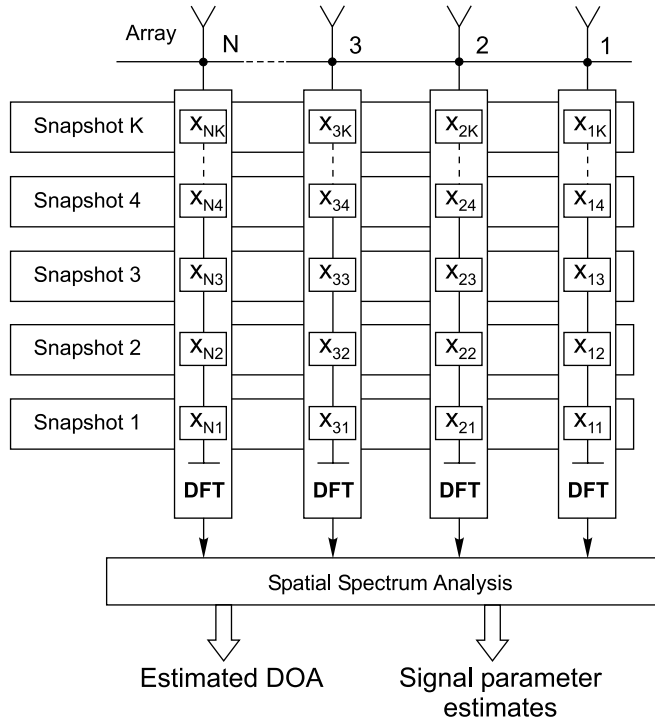 Array N 3 2 1
Snapshot K X_NK X_3K X_2K X_1K
Snapshot 4 X_N4 X_34 X_24 X_14
Snapshot 3 X_N3 X_33 X_23 X_13
Snapshot 2 X_N2 X_32 X_22 X_12
Snapshot 1 X_N1 X_31 X_21 X_11
DFT DFT DFT DFT
Spatial Spectrum Analysis
Estimated DOA Signal parameter
estimates